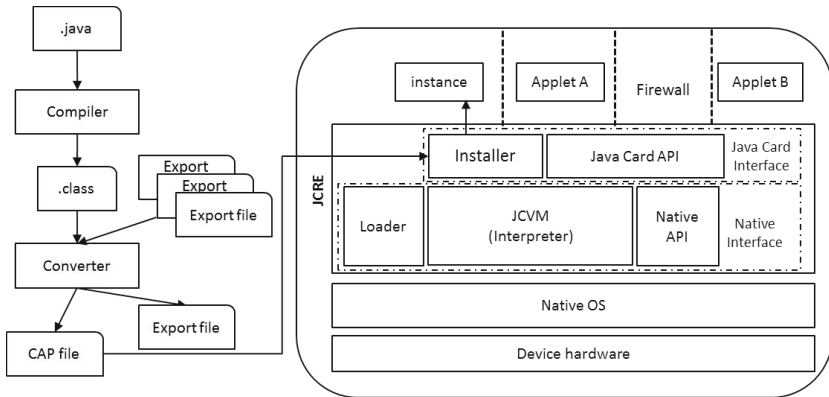 .java
Compiler
.class
Export
Export
Export file
Converter
Export file
CAP file
instance
Applet A
Firewall
Applet B
JCRE
Installer
Java Card API
Java Card
Interface
Loader
JCVM
(Interpreter)
Native
API
Native
Interface
Native OS
Device hardware